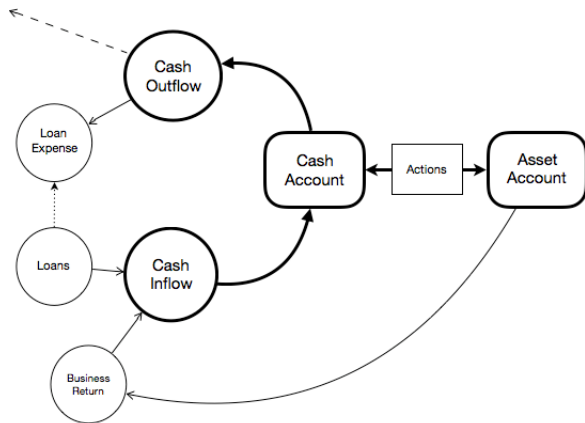 Cash
Outflow
Loan
Expense
Cash
Account
Actions
Asset
Account
Loans
Cash
Inflow
Business
Return